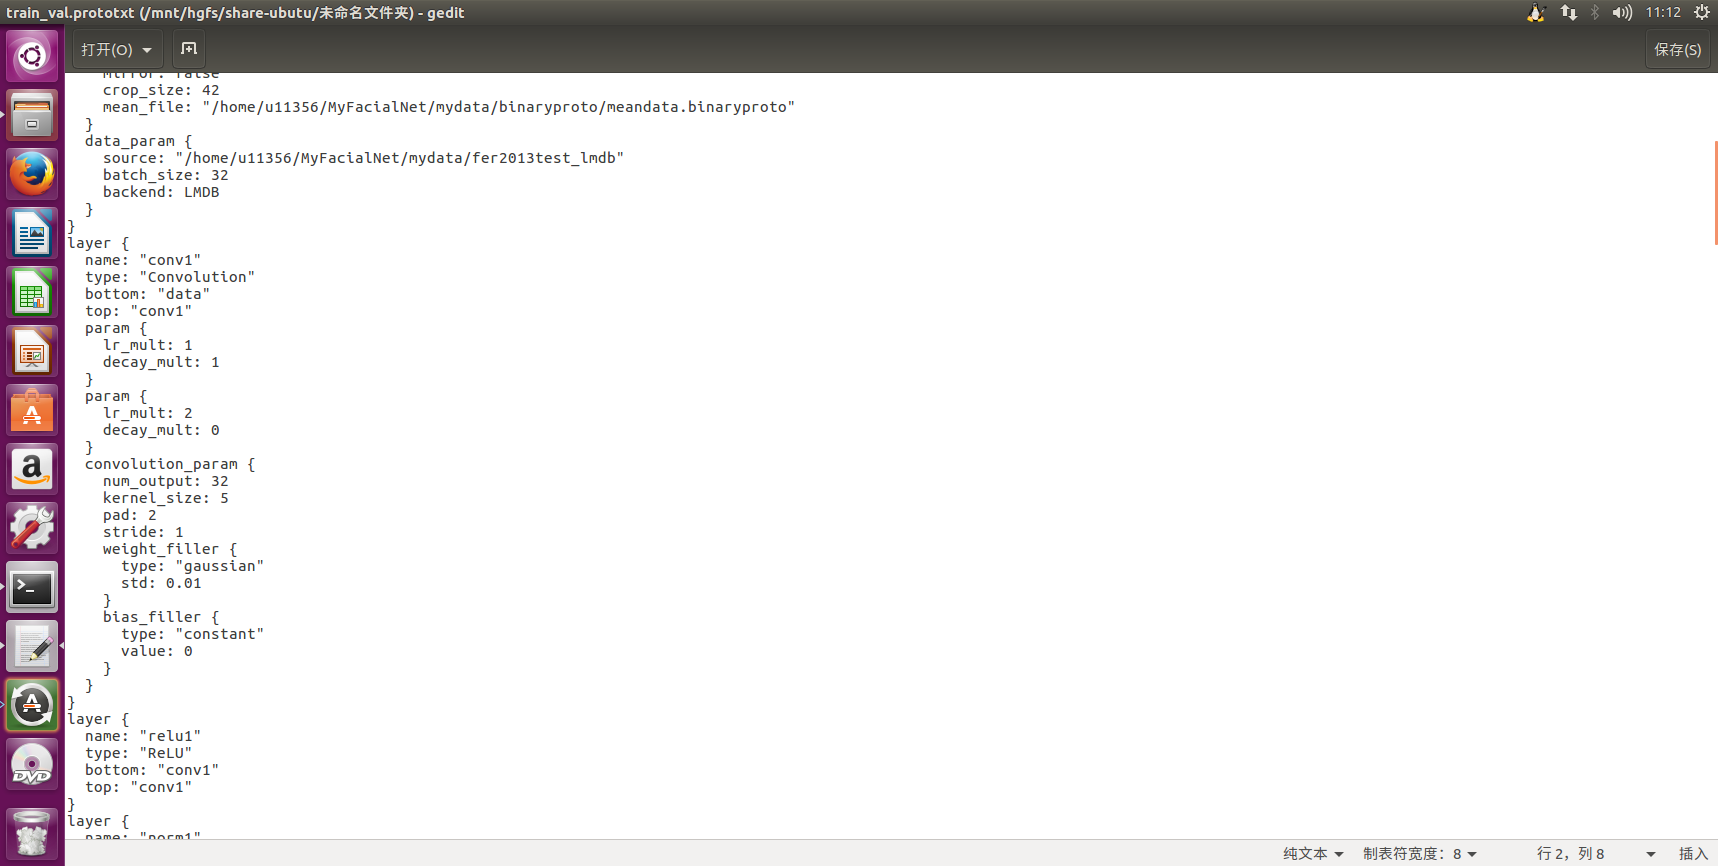 train_val.prototxt (/mnt/hgfs/share-ubutu/未命名文件夹) - gedit
11:12
打开(O)
保存(S)
mirror: false
crop_size: 42
mean_file: "/home/u11356/MyFacialNet/mydata/binaryproto/meandata.binaryproto"
}
data_param {
source: "/home/u11356/MyFacialNet/mydata/fer2013test_lmdb"
batch_size: 32
backend: LMDB
}
}
layer {
name: "conv1"
type: "Convolution"
bottom: "data"
top: "conv1"
param {
lr_mult: 1
decay_mult: 1
}
param {
lr_mult: 2
decay_mult: 0
}
convolution_param {
num_output: 32
kernel_size: 5
pad: 2
stride: 1
weight_filler {
type: "gaussian"
std: 0.01
}
bias_filler {
type: "constant"
value: 0
}
}
}
layer {
name: "relu1"
type: "ReLU"
bottom: "conv1"
top: "conv1"
}
layer {
name: "norm1"
纯文本 制表符宽度: 8 行 2, 列 8 插入
DVD